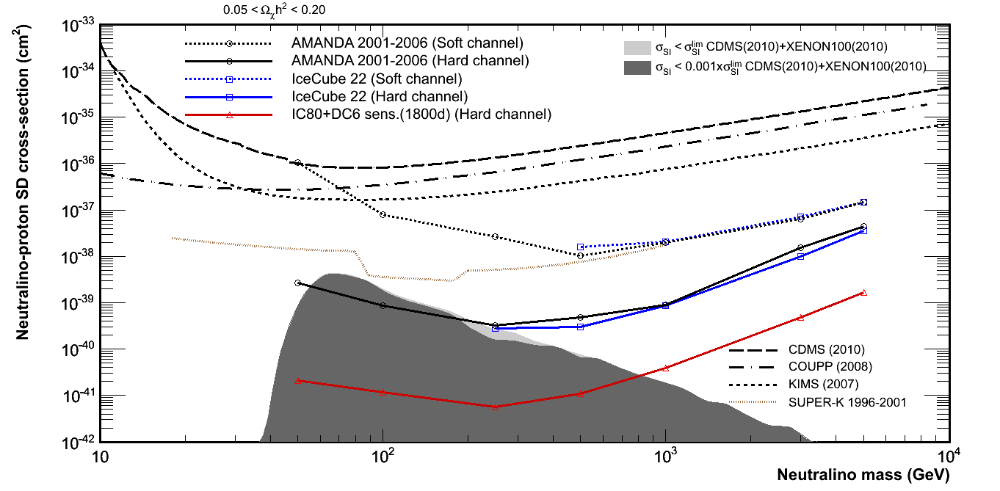 0.05 < Ωχh² < 0.20
Neutralino-proton SD cross-section (cm²)
10⁻³³
10⁻³⁴
10⁻³⁵
10⁻³⁶
10⁻³⁷
10⁻³⁸
10⁻³⁹
10⁻⁴⁰
10⁻⁴¹
10⁻⁴²
AMANDA 2001-2006 (Soft channel)
AMANDA 2001-2006 (Hard channel)
IceCube 22 (Soft channel)
IceCube 22 (Hard channel)
IC80+DC6 sens.(1800d) (Hard channel)
σSI < σSI lim CDMS(2010)+XENON100(2010)
σSI < 0.001xσSI lim CDMS(2010)+XENON100(2010)
CDMS (2010)
COUPP (2008)
KIMS (2007)
SUPER-K 1996-2001
10
10²
10³
10⁴
Neutralino mass (GeV)